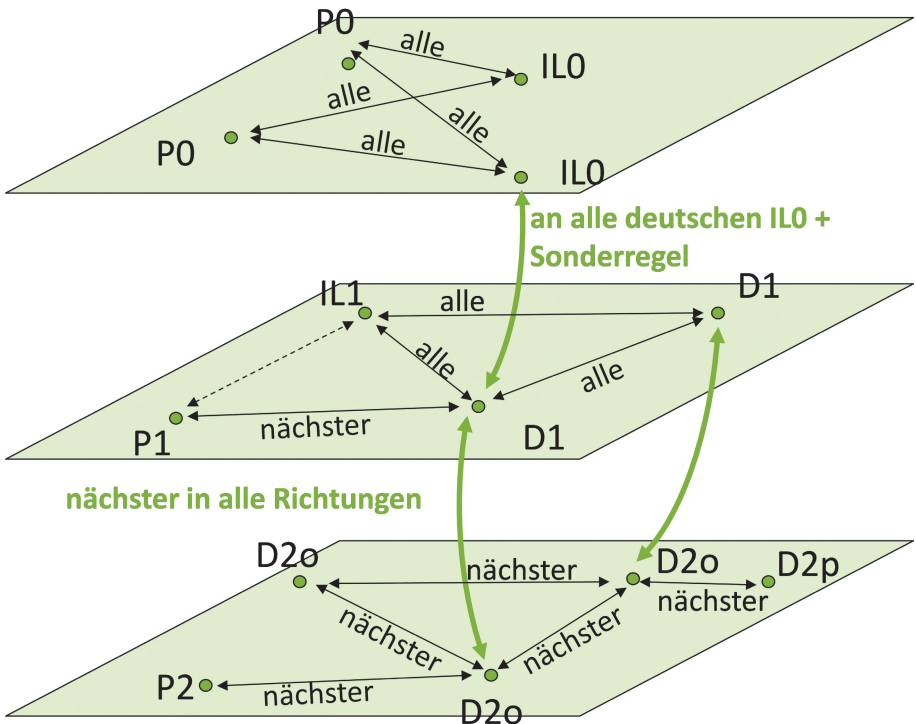 P0
alle
IL0
alle
P0
alle
alle
IL0
an alle deutschen IL0 +
Sonderregel
IL1
D1
alle
alle
alle
nächster
P1
D1
nächster in alle Richtungen
D2o
D2o
D2p
nächster
nächster
nächster
nächster
P2
nächster
D2o